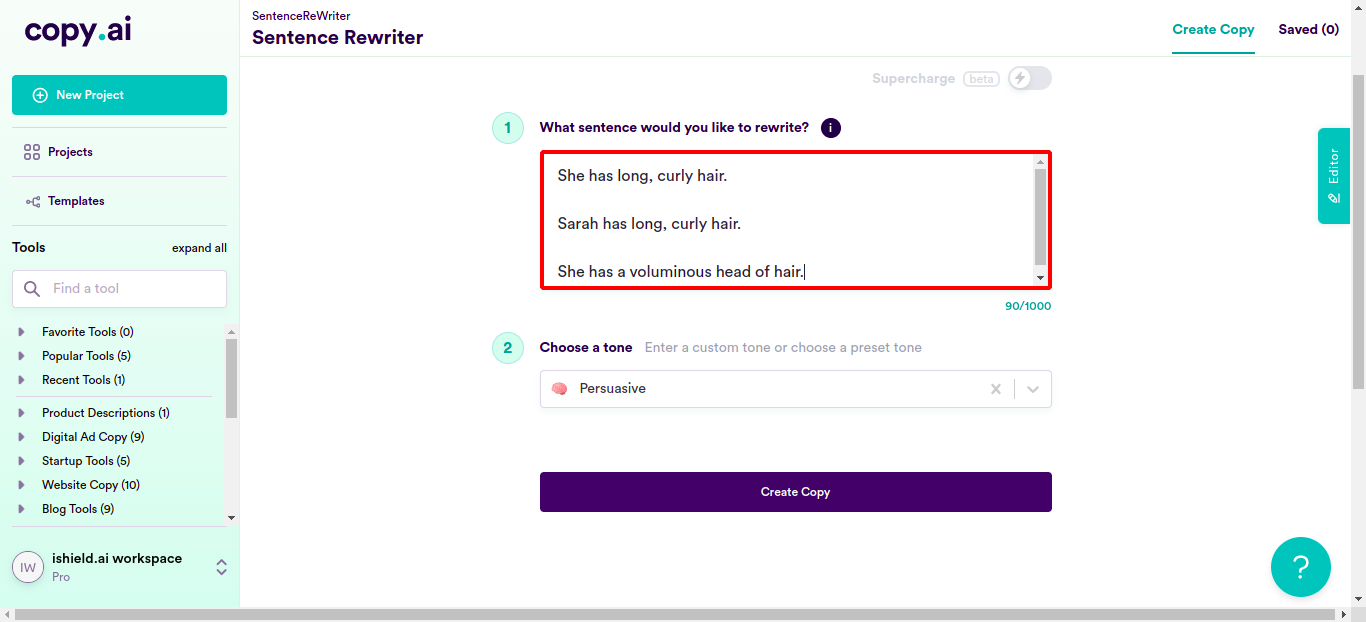 copy.ai
New Project
Projects
Templates
Tools expand all
Find a tool
Favorite Tools (0)
Popular Tools (5)
Recent Tools (1)
Product Descriptions (1)
Digital Ad Copy (9)
Startup Tools (5)
Website Copy (10)
Blog Tools (9)
IW
ishield.ai workspace
Pro
SentenceReWriter
Sentence Rewriter
Create Copy Saved (0)
Supercharge beta
1 What sentence would you like to rewrite? i
She has long, curly hair.
Sarah has long, curly hair.
She has a voluminous head of hair.
90/1000
2 Choose a tone Enter a custom tone or choose a preset tone
Persuasive
Create Copy
Editor
?